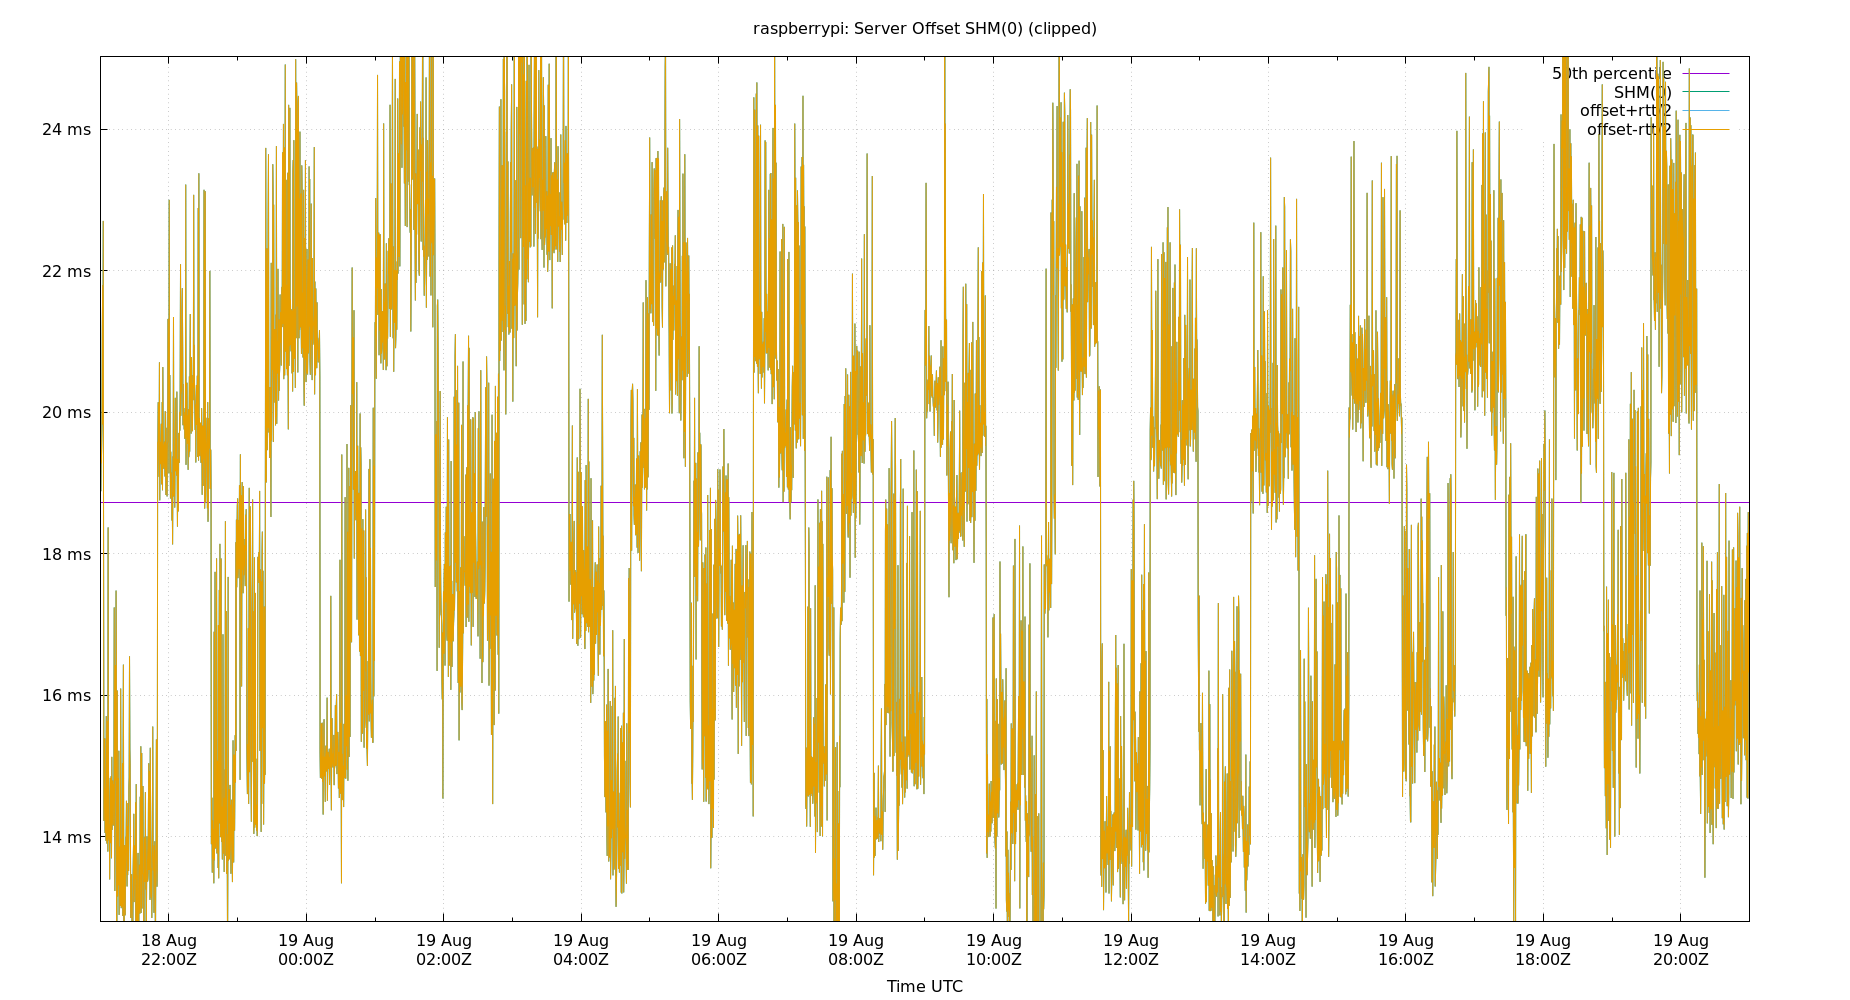 raspberrypi: Server Offset SHM(0) (clipped)
50th percentile
SHM(0)
offset+rtt/2
offset-rtt/2
24 ms
22 ms
20 ms
18 ms
16 ms
14 ms
18 Aug 19 Aug 19 Aug 19 Aug 19 Aug 19 Aug 19 Aug 19 Aug 19 Aug 19 Aug 19 Aug 19 Aug
22:00Z 00:00Z 02:00Z 04:00Z 06:00Z 08:00Z 10:00Z 12:00Z 14:00Z 16:00Z 18:00Z 20:00Z
Time UTC